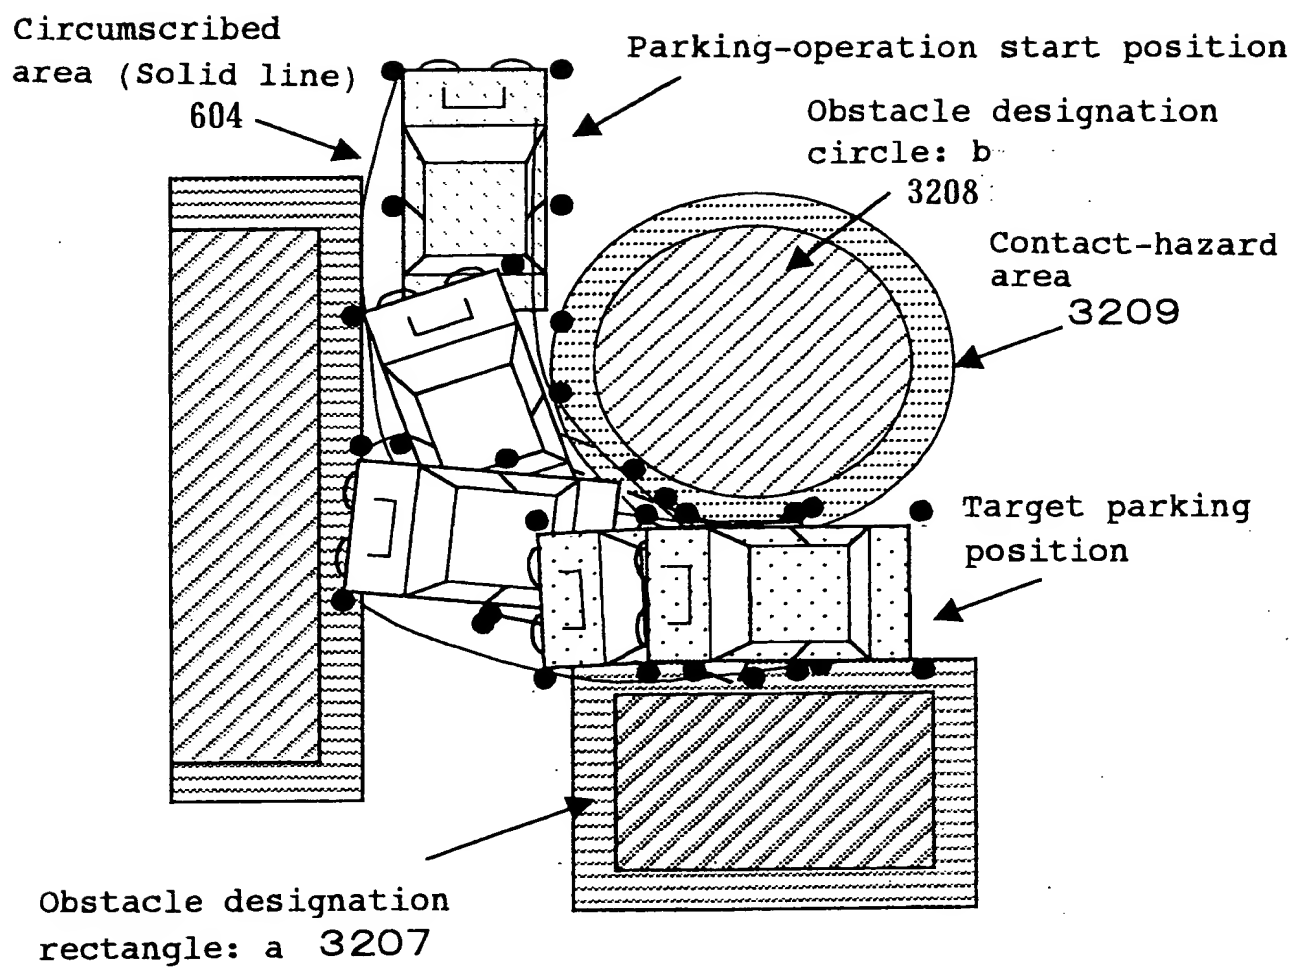 Circumscribed
area (Solid line)
604
Parking-operation start position
Obstacle designation
circle: b
3208
Contact-hazard
area
3209
Target parking
position
Obstacle designation
rectangle: a 3207